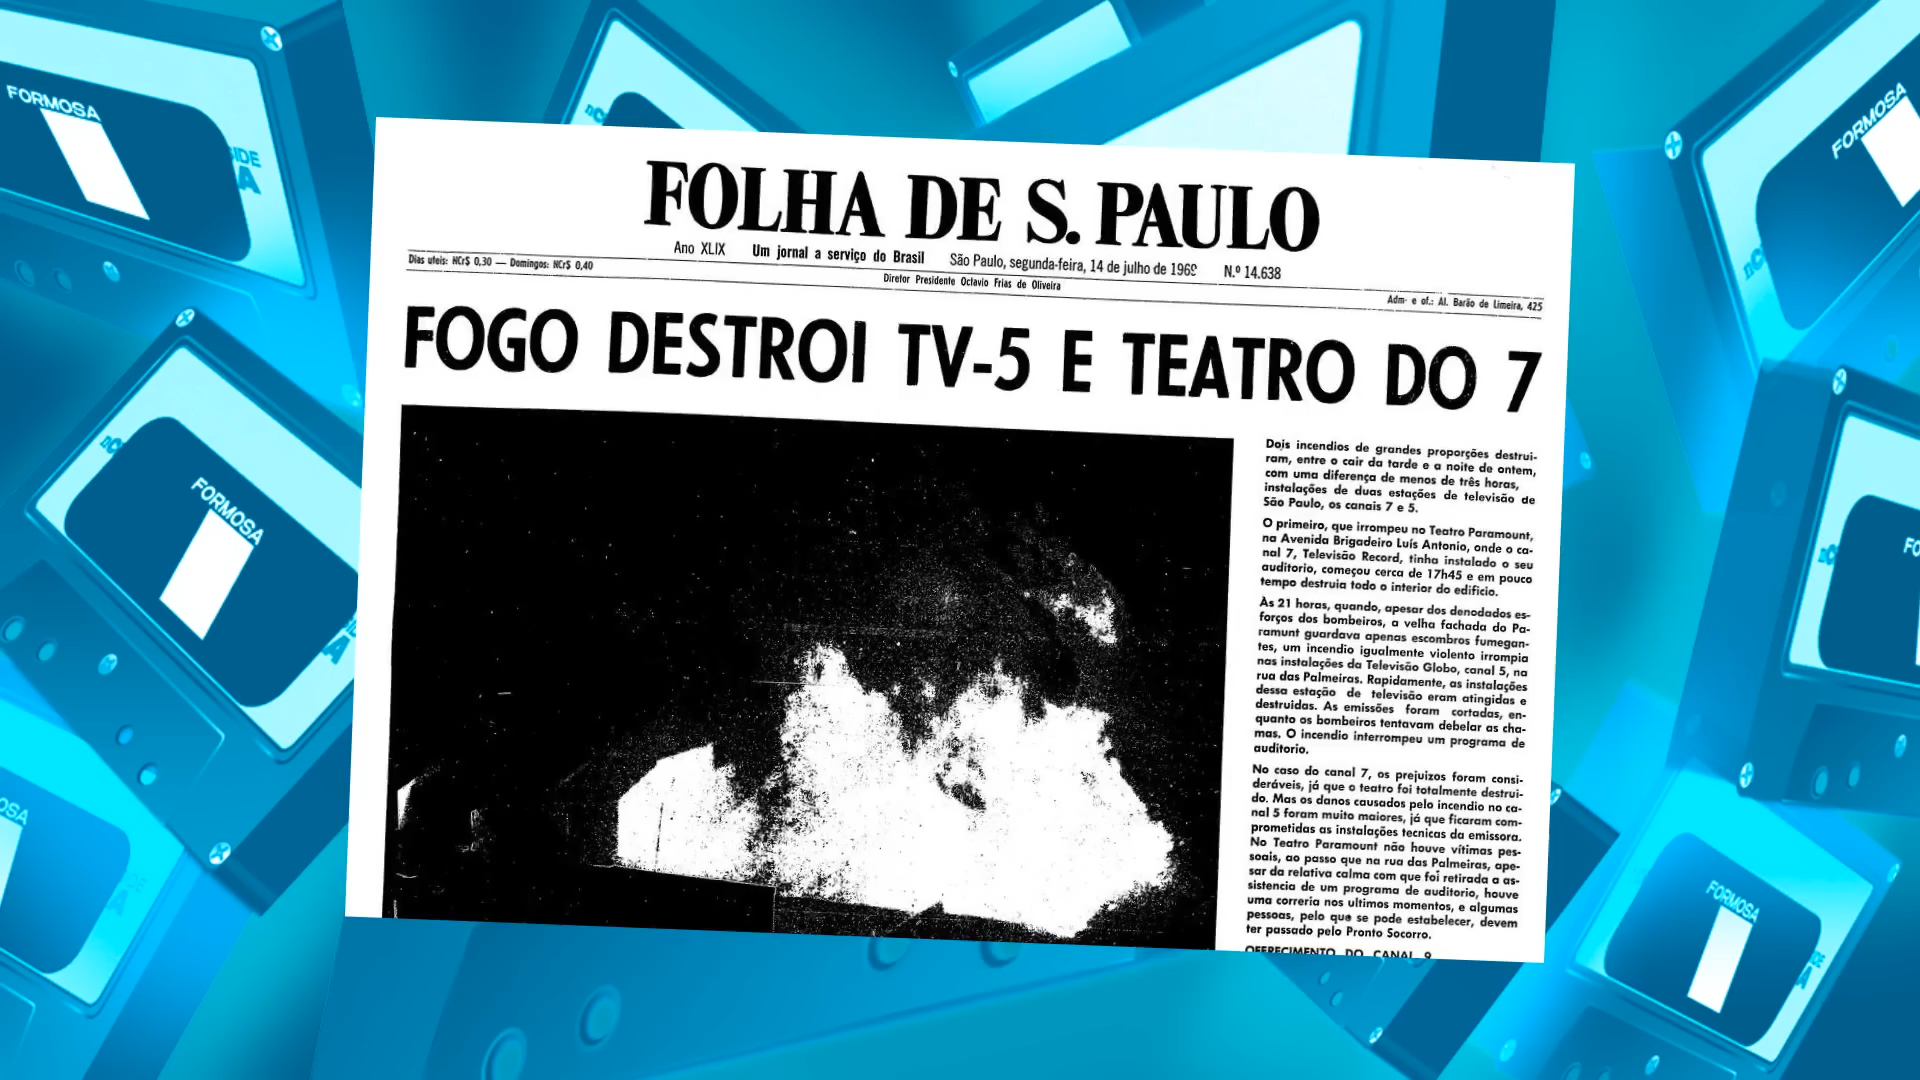 FORMOSA
SIDE
A
FORMOSA
FOLHA DE S. PAULO
Ano XLIX Um jornal a serviço do Brasil São Paulo, segunda-feira, 14 de julho de 1969 N.º 14.638
Dias uteis: NCr$ 0,30 — Domingos: NCr$ 0,40
Diretor Presidente Octavio Frias de Oliveira
Adm. e of.: Al. Barão de Limeira, 425
FOGO DESTROI TV-5 E TEATRO DO 7
Dois incendios de grandes proporções destrui-
ram, entre o cair da tarde e a noite de ontem,
com uma diferença de menos de três horas,
instalações de duas estações de televisão de
São Paulo, os canais 7 e 5.
O primeiro, que irrompeu no Teatro Paramount,
na Avenida Brigadeiro Luís Antonio, onde o ca-
nal 7, Televisão Record, tinha instalado o seu
auditorio, começou cerca de 17h45 e em pouco
tempo destruia todo o interior do edificio.
Às 21 horas, quando, apesar dos denodados es-
forços dos bombeiros, a velha fachada do Pa-
ramunt guardava apenas escombros fumegan-
tes, um incendio igualmente violento irrompia
nas instalações da Televisão Globo, canal 5, na
rua das Palmeiras. Rapidamente, as instalações
dessa estação de televisão eram atingidas e
destruidas. As emissões foram cortadas, en-
quanto os bombeiros tentavam debelar as cha-
mas. O incendio interrompeu um programa de
auditorio.
No caso do canal 7, os prejuizos foram consi-
deráveis, já que o teatro foi totalmente destrui-
do. Mas os danos causados pelo incendio no ca-
nal 5 foram muito maiores, já que ficaram com-
prometidas as instalações tecnicas da emissora.
No Teatro Paramount não houve vítimas pes-
soais, ao passo que na rua das Palmeiras, ape-
sar da relativa calma com que foi retirada a as-
sistencia de um programa de auditorio, houve
uma correria nos ultimos momentos, e algumas
pessoas, pelo que se pode estabelecer, devem
ter passado pelo Pronto Socorro.
OFERECIMENTO DO CANAL 9
FORMOSA
FORMOSA